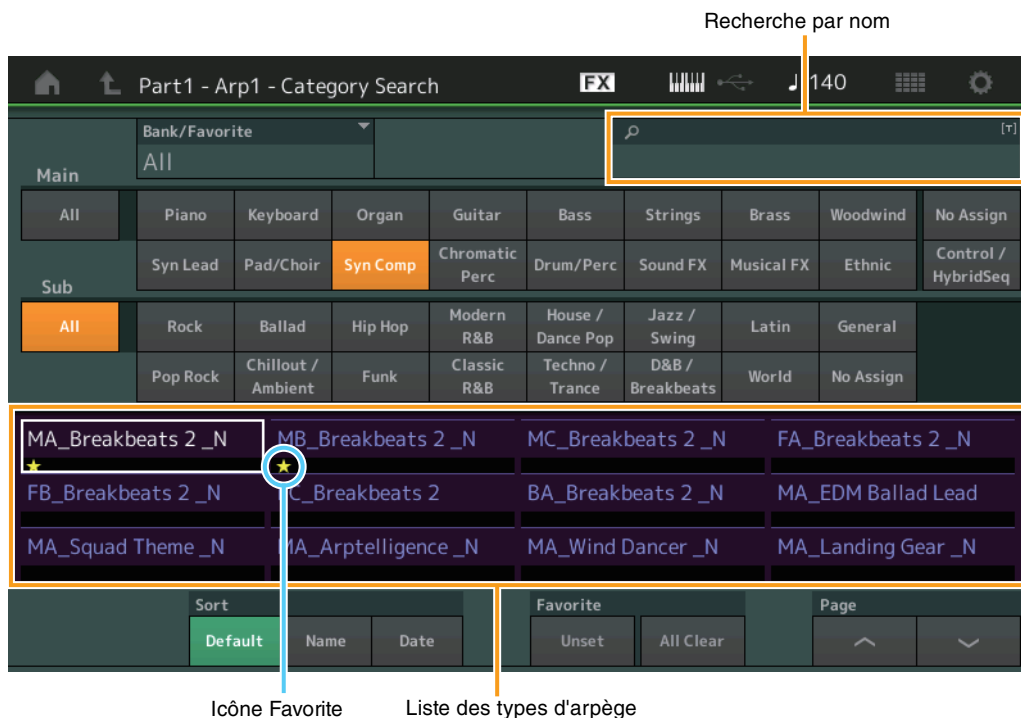 Recherche par nom
Part1 - Arp1 - Category Search FX 140
Bank/Favorite [T]
All
Main
All Piano Keyboard Organ Guitar Bass Strings Brass Woodwind No Assign
Syn Lead Pad/Choir Syn Comp Chromatic Perc Drum/Perc Sound FX Musical FX Ethnic Control / HybridSeq
Sub
All Rock Ballad Hip Hop Modern R&B House / Dance Pop Jazz / Swing Latin General
Pop Rock Chillout / Ambient Funk Classic R&B Techno / Trance D&B / Breakbeats World No Assign
MA_Breakbeats 2 _N MB_Breakbeats 2 _N MC_Breakbeats 2 _N FA_Breakbeats 2 _N
FB_Breakbeats 2 _N C_Breakbeats 2 BA_Breakbeats 2 _N MA_EDM Ballad Lead
MA_Squad Theme _N MA_Arptelligence _N MA_Wind Dancer _N MA_Landing Gear _N
Sort Favorite Page
Default Name Date Unset All Clear
Icône Favorite Liste des types d'arpège